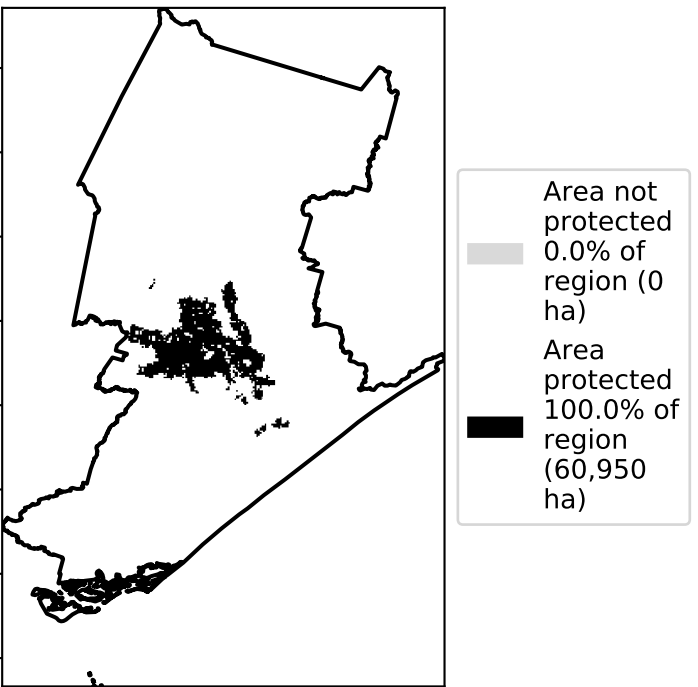 Area not
protected
0.0% of
region (0
ha)
Area
protected
100.0% of
region
(60,950
ha)